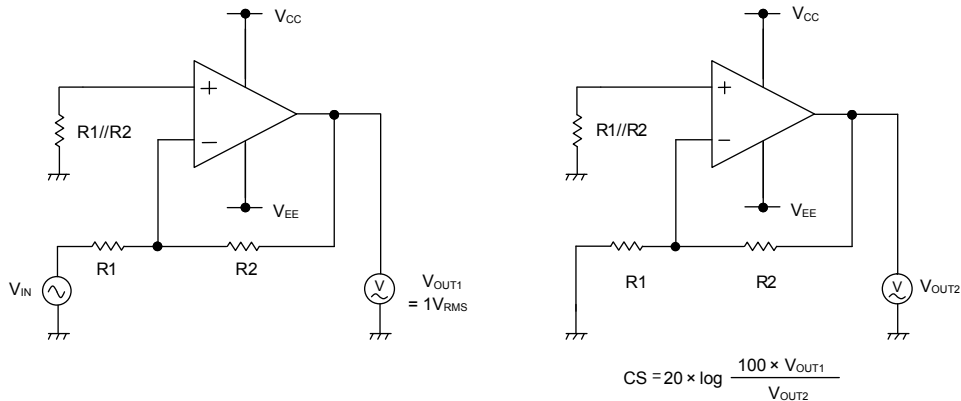 VCC
+
R1//R2
−
VEE
R1
R2
VIN
V
VOUT1
= 1VRMS
VCC
+
R1//R2
−
VEE
R1
R2
V
VOUT2
CS = 20 × log 100 × VOUT1
VOUT2